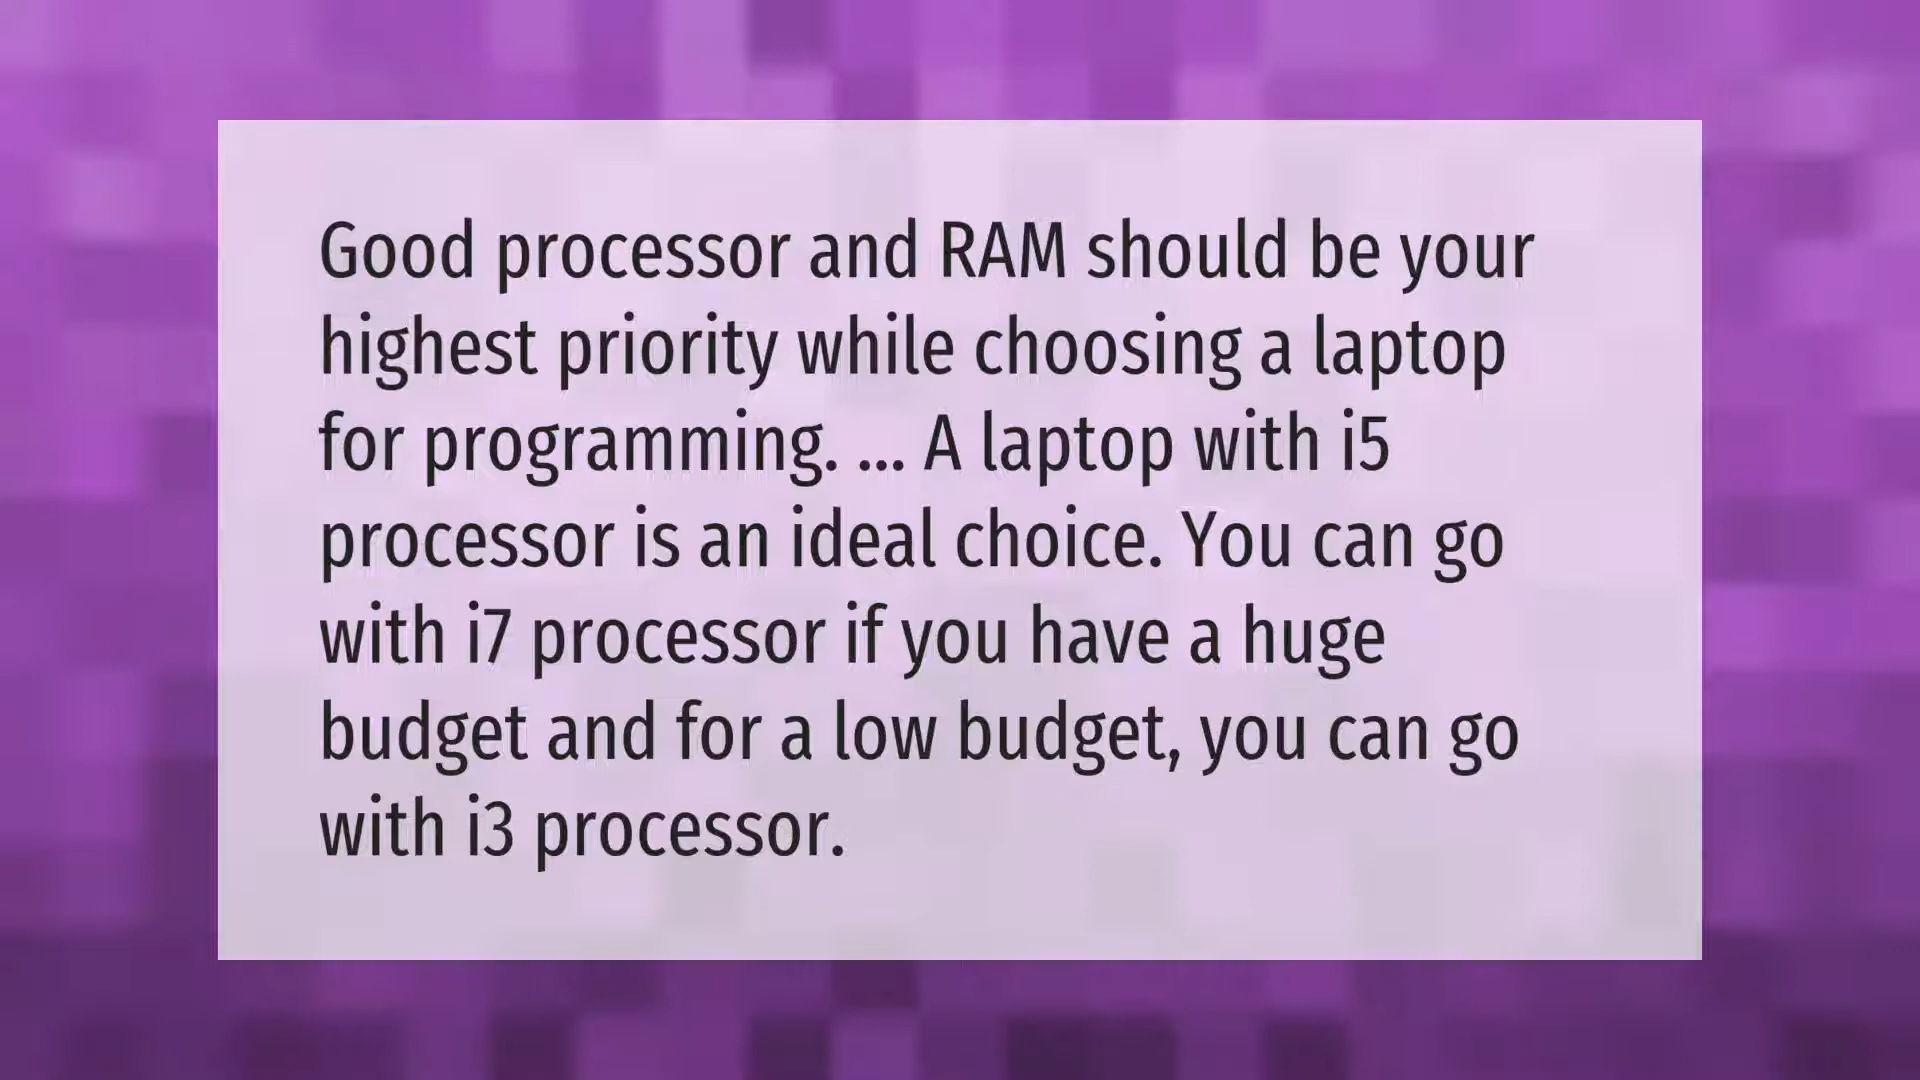 Good processor and RAM should be your
highest priority while choosing a laptop
for programming. ... A laptop with i5
processor is an ideal choice. You can go
with i7 processor if you have a huge
budget and for a low budget, you can go
with i3 processor.